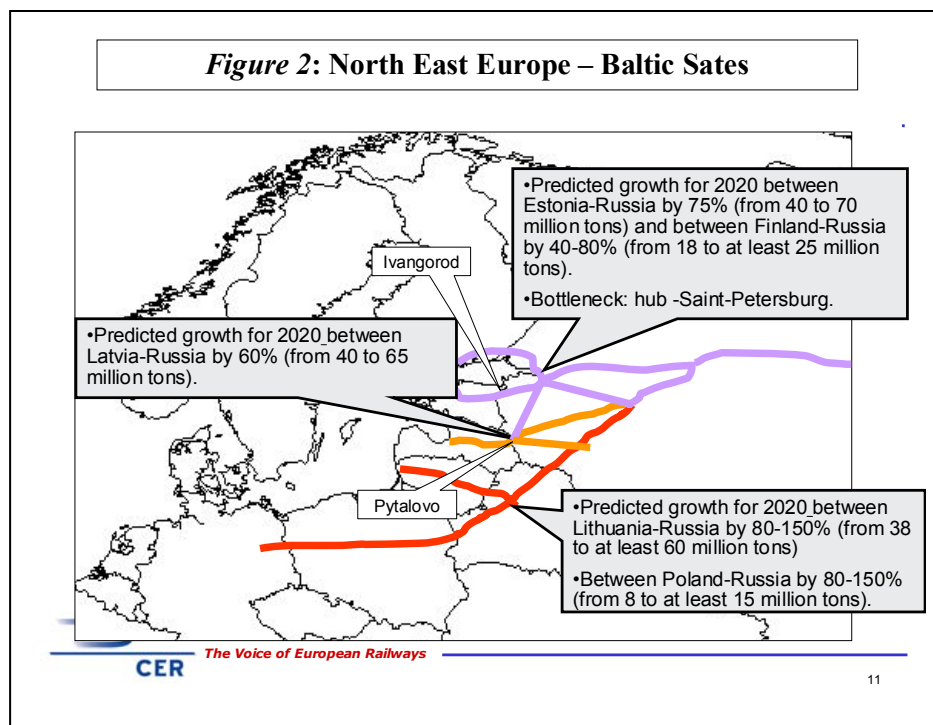 Figure 2: North East Europe – Baltic Sates
•Predicted growth for 2020 between
Estonia-Russia by 75% (from 40 to 70
million tons) and between Finland-Russia
by 40-80% (from 18 to at least 25 million
tons).
•Bottleneck: hub -Saint-Petersburg.
Ivangorod
•Predicted growth for 2020 between
Latvia-Russia by 60% (from 40 to 65
million tons).
Pytalovo
•Predicted growth for 2020 between
Lithuania-Russia by 80-150% (from 38
to at least 60 million tons)
•Between Poland-Russia by 80-150%
(from 8 to at least 15 million tons).
CER
The Voice of European Railways
11